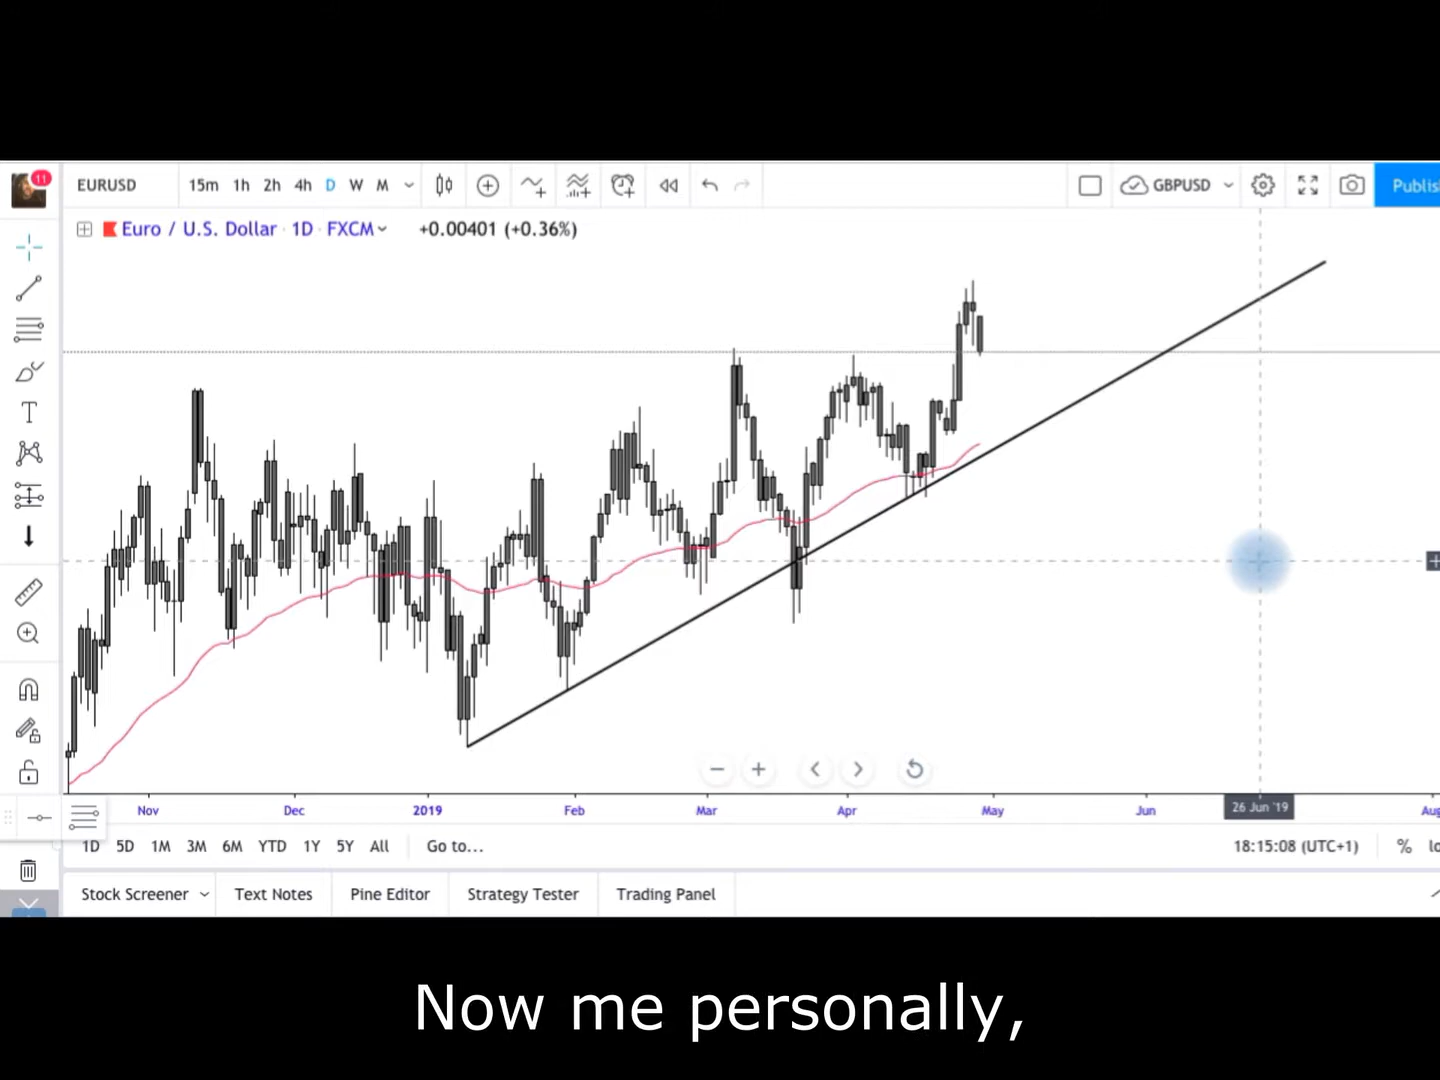 11
EURUSD 15m 1h 2h 4h D W M GBPUSD
Euro / U.S. Dollar · 1D · FXCM +0.00401 (+0.36%)
T
Nov Dec 2019 Feb Mar Apr May Jun 26 Jun '19
1D 5D 1M 3M 6M YTD 1Y 5Y All Go to... 18:15:08 (UTC+1) %
Stock Screener Text Notes Pine Editor Strategy Tester Trading Panel
Now me personally,